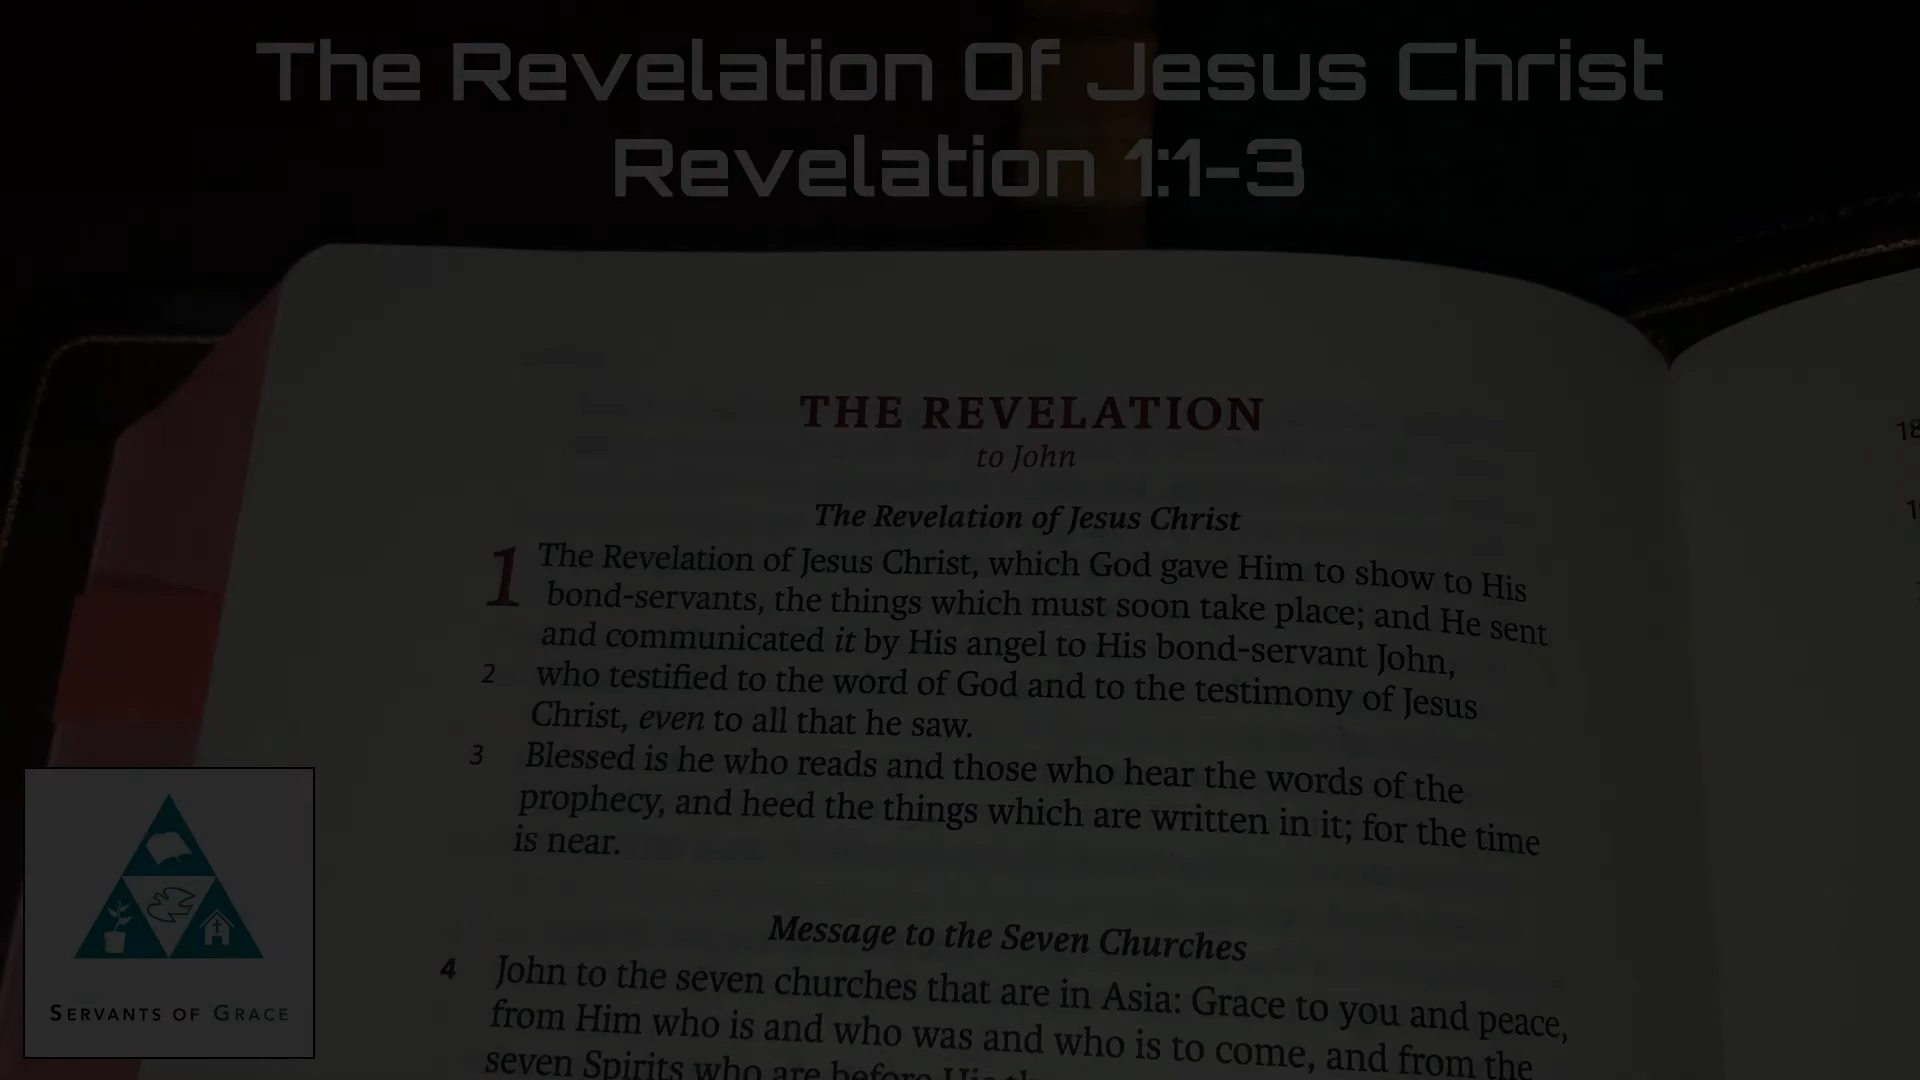 The Revelation Of Jesus Christ
Revelation 1:1-3
THE REVELATION
to John
The Revelation of Jesus Christ
1 The Revelation of Jesus Christ, which God gave Him to show to His
bond-servants, the things which must soon take place; and He sent
and communicated it by His angel to His bond-servant John,
2 who testified to the word of God and to the testimony of Jesus
Christ, even to all that he saw.
3 Blessed is he who reads and those who hear the words of the
prophecy, and heed the things which are written in it; for the time
is near.
Message to the Seven Churches
4 John to the seven churches that are in Asia: Grace to you and peace,
from Him who is and who was and who is to come, and from the
seven Spirits who are before His
18
SERVANTS OF GRACE